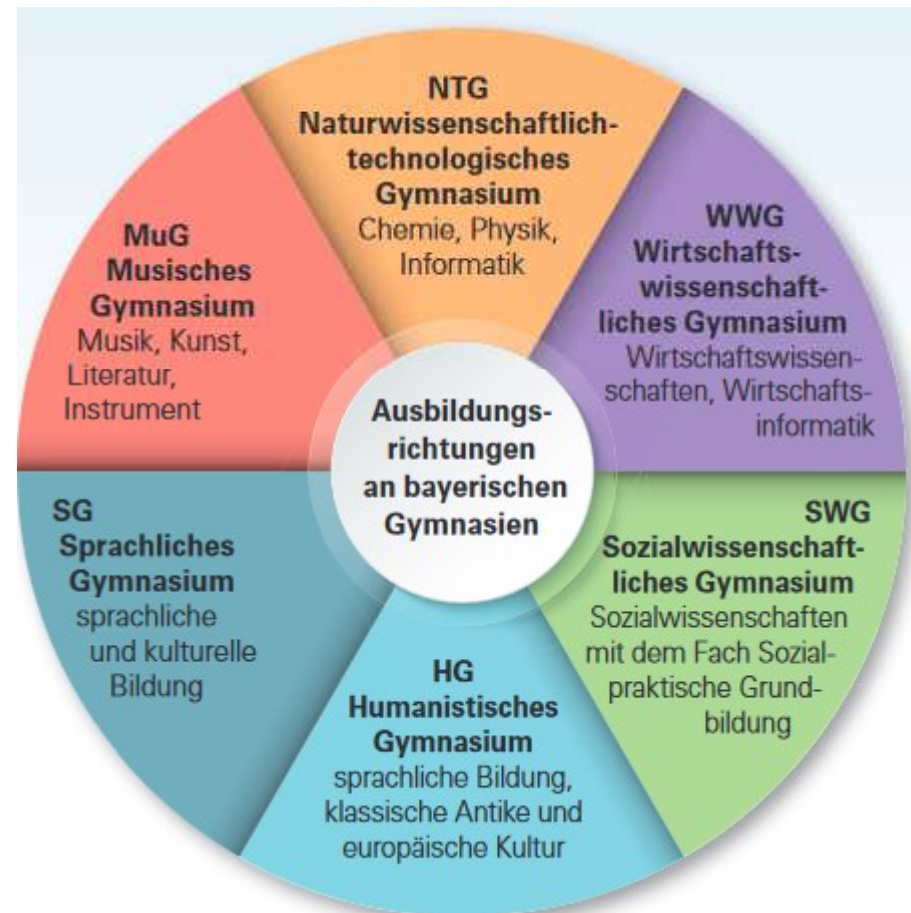 NTG
Naturwissenschaftlich-
technologisches
Gymnasium
Chemie, Physik,
Informatik
WWG
Wirtschafts-
wissenschaft-
liches Gymnasium
Wirtschaftswissen-
schaften, Wirtschafts-
informatik
SWG
Sozialwissenschaft-
liches Gymnasium
Sozialwissenschaften
mit dem Fach Sozial-
praktische Grund-
bildung
HG
Humanistisches
Gymnasium
sprachliche Bildung,
klassische Antike und
europäische Kultur
SG
Sprachliches
Gymnasium
sprachliche
und kulturelle
Bildung
MuG
Musisches
Gymnasium
Musik, Kunst,
Literatur,
Instrument
Ausbildungs-
richtungen
an bayerischen
Gymnasien